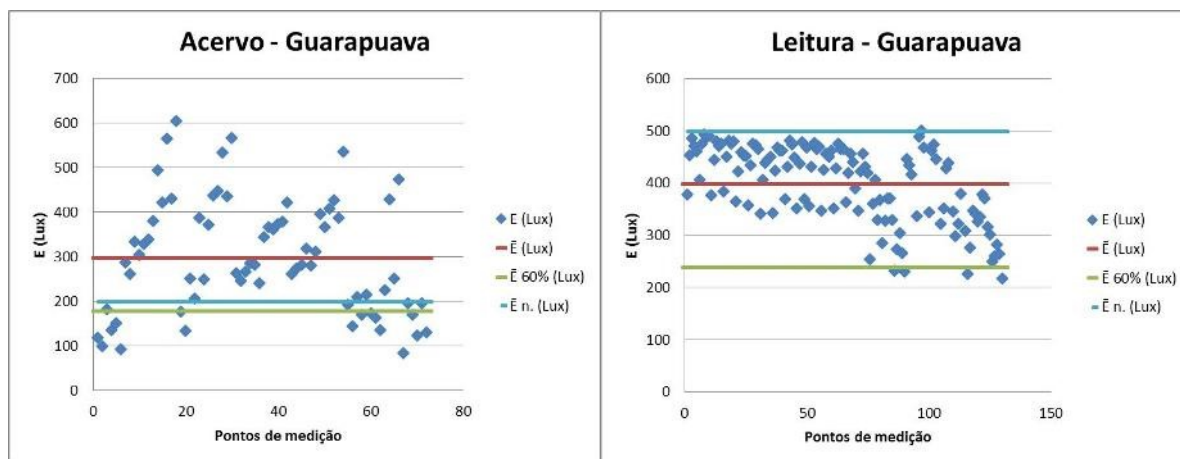 Acervo - Guarapuava
700
600
500
400
300
200
100
0
E (Lux)
0 20 40 60 80
Pontos de medição
E (Lux)
Ē (Lux)
Ē 60% (Lux)
Ē n. (Lux)
Leitura - Guarapuava
600
500
400
300
200
100
0
E (Lux)
0 50 100 150
Pontos de medição
E (Lux)
Ē (Lux)
Ē 60% (Lux)
Ē n. (Lux)